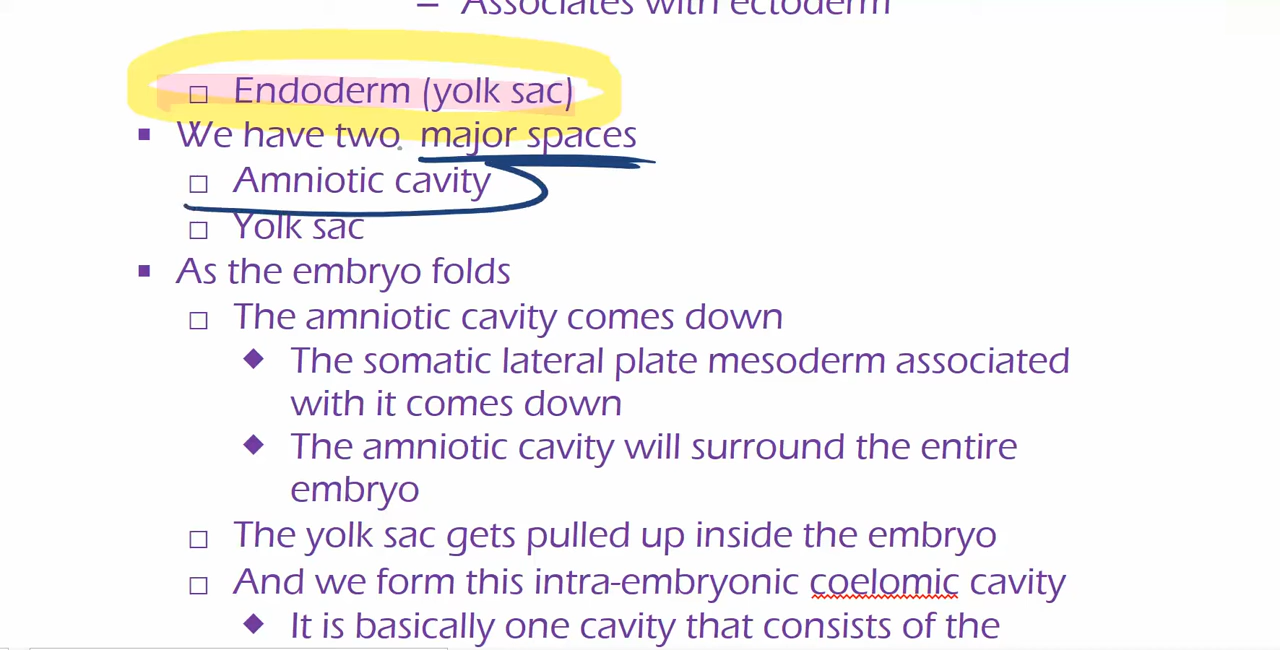 – Associates with ectoderm
□ Endoderm (yolk sac)
▪ We have two major spaces
□ Amniotic cavity
□ Yolk sac
▪ As the embryo folds
□ The amniotic cavity comes down
◆ The somatic lateral plate mesoderm associated
with it comes down
◆ The amniotic cavity will surround the entire
embryo
□ The yolk sac gets pulled up inside the embryo
□ And we form this intra-embryonic coelomic cavity
◆ It is basically one cavity that consists of the